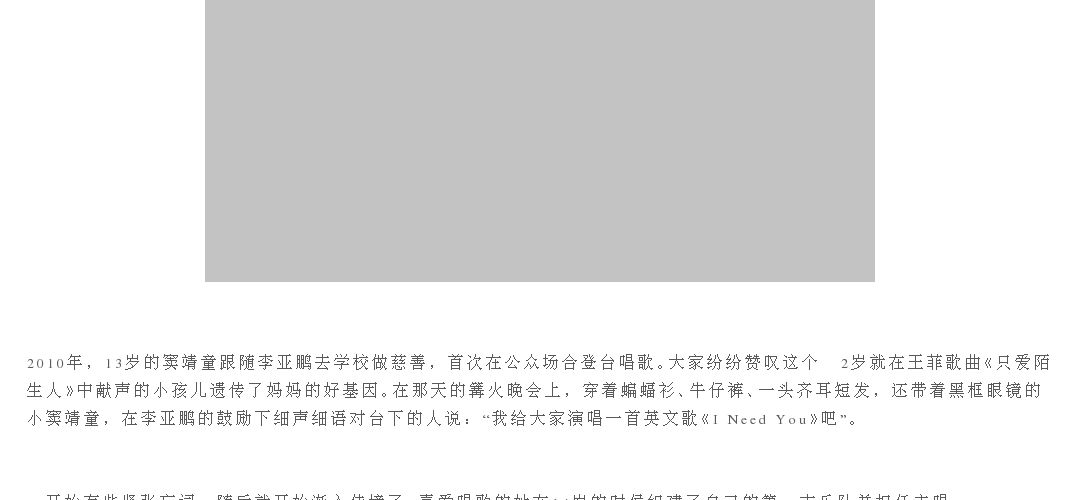 2010年，13岁的窦靖童跟随李亚鹏去学校做慈善，首次在公众场合登台唱歌。大家纷纷赞叹这个 2岁就在王菲歌曲《只爱陌
生人》中献声的小孩儿遗传了妈妈的好基因。在那天的篝火晚会上，穿着蝙蝠衫、牛仔裤、一头齐耳短发，还带着黑框眼镜的
小窦靖童，在李亚鹏的鼓励下细声细语对台下的人说：“我给大家演唱一首英文歌《I Need You》吧”。